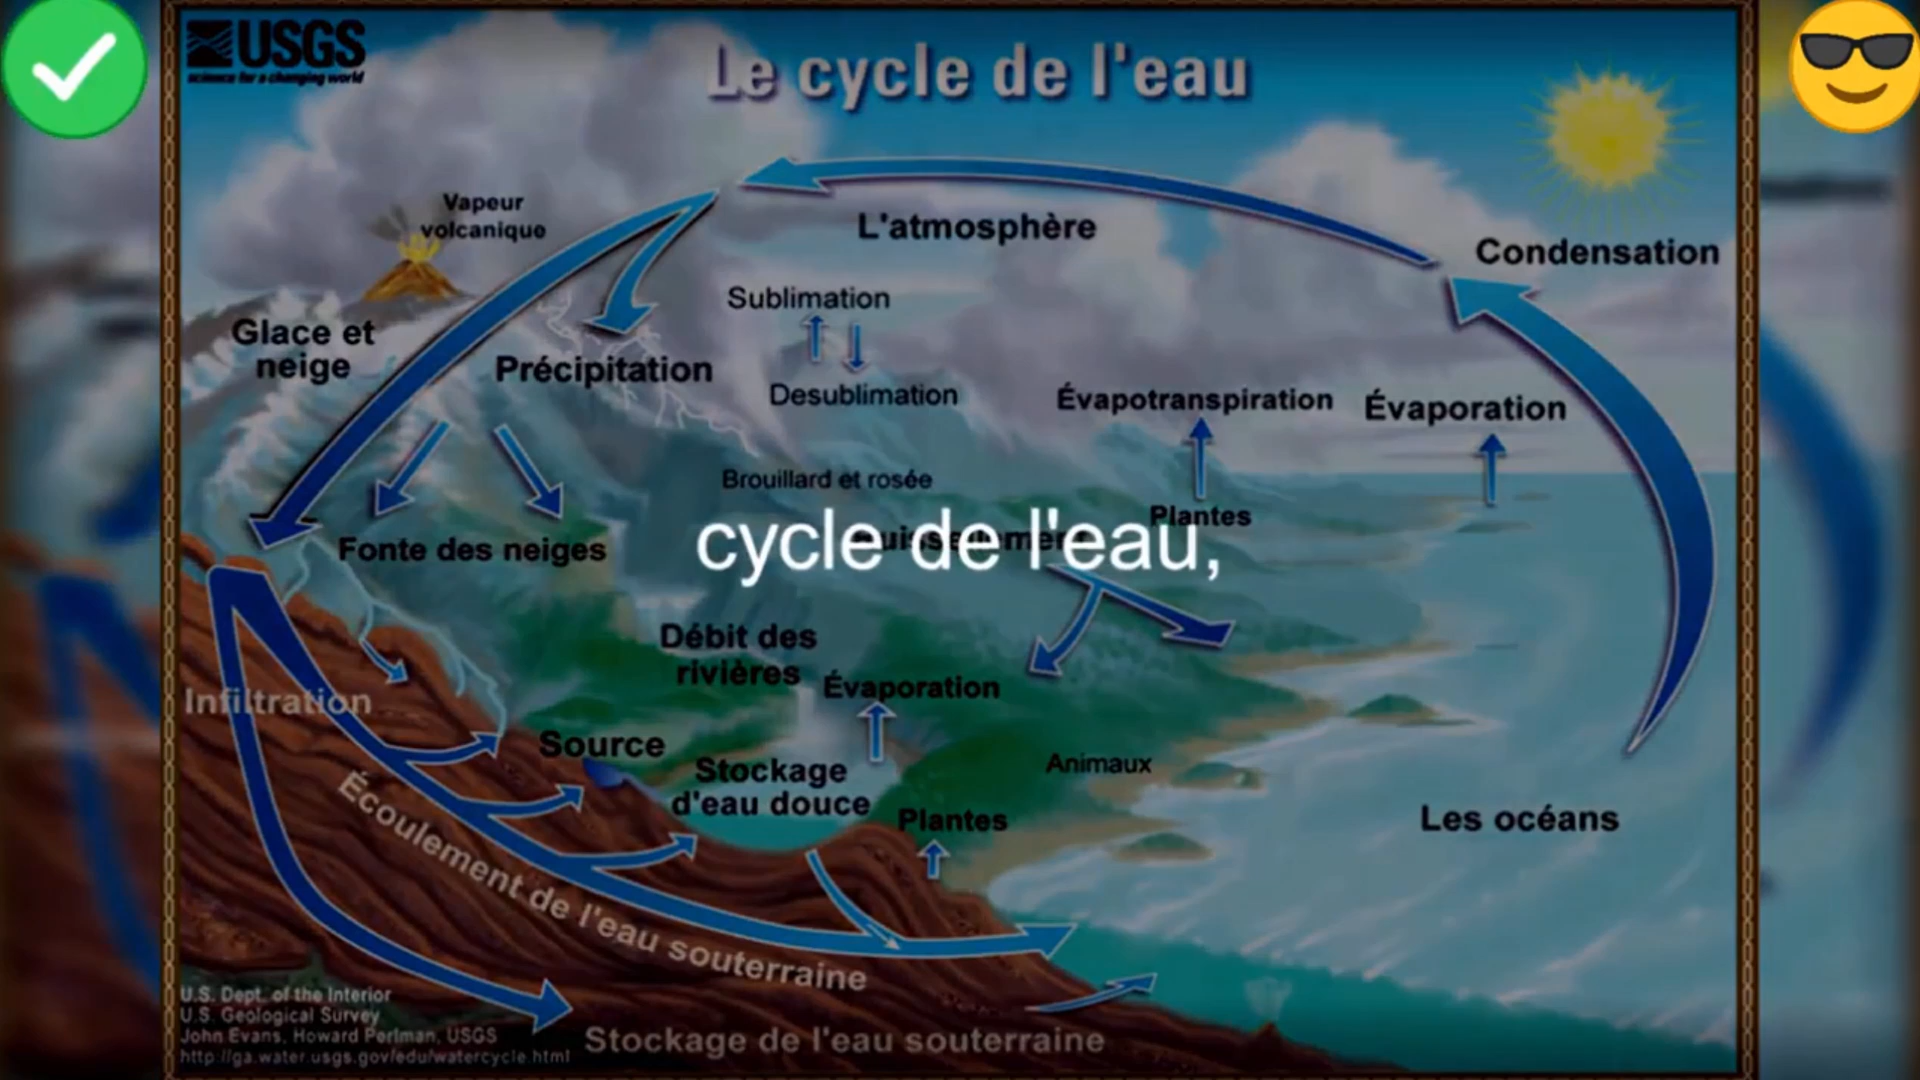 USGS
science for a changing world
Le cycle de l'eau
Vapeur
volcanique
L'atmosphère
Condensation
Sublimation
Glace et
neige
Précipitation
Desublimation
Évapotranspiration
Évaporation
Brouillard et rosée
Plantes
cycle de l'eau,
Fonte des neiges
Débit des
rivières
Évaporation
Infiltration
Source
Stockage
d'eau douce
Animaux
Plantes
Les océans
Écoulement de l'eau souterraine
Stockage de l'eau souterraine
U.S. Dept. of the Interior
U.S. Geological Survey
John Evans, Howard Perlman, USGS
http://ga.water.usgs.gov/edu/watercycle.html